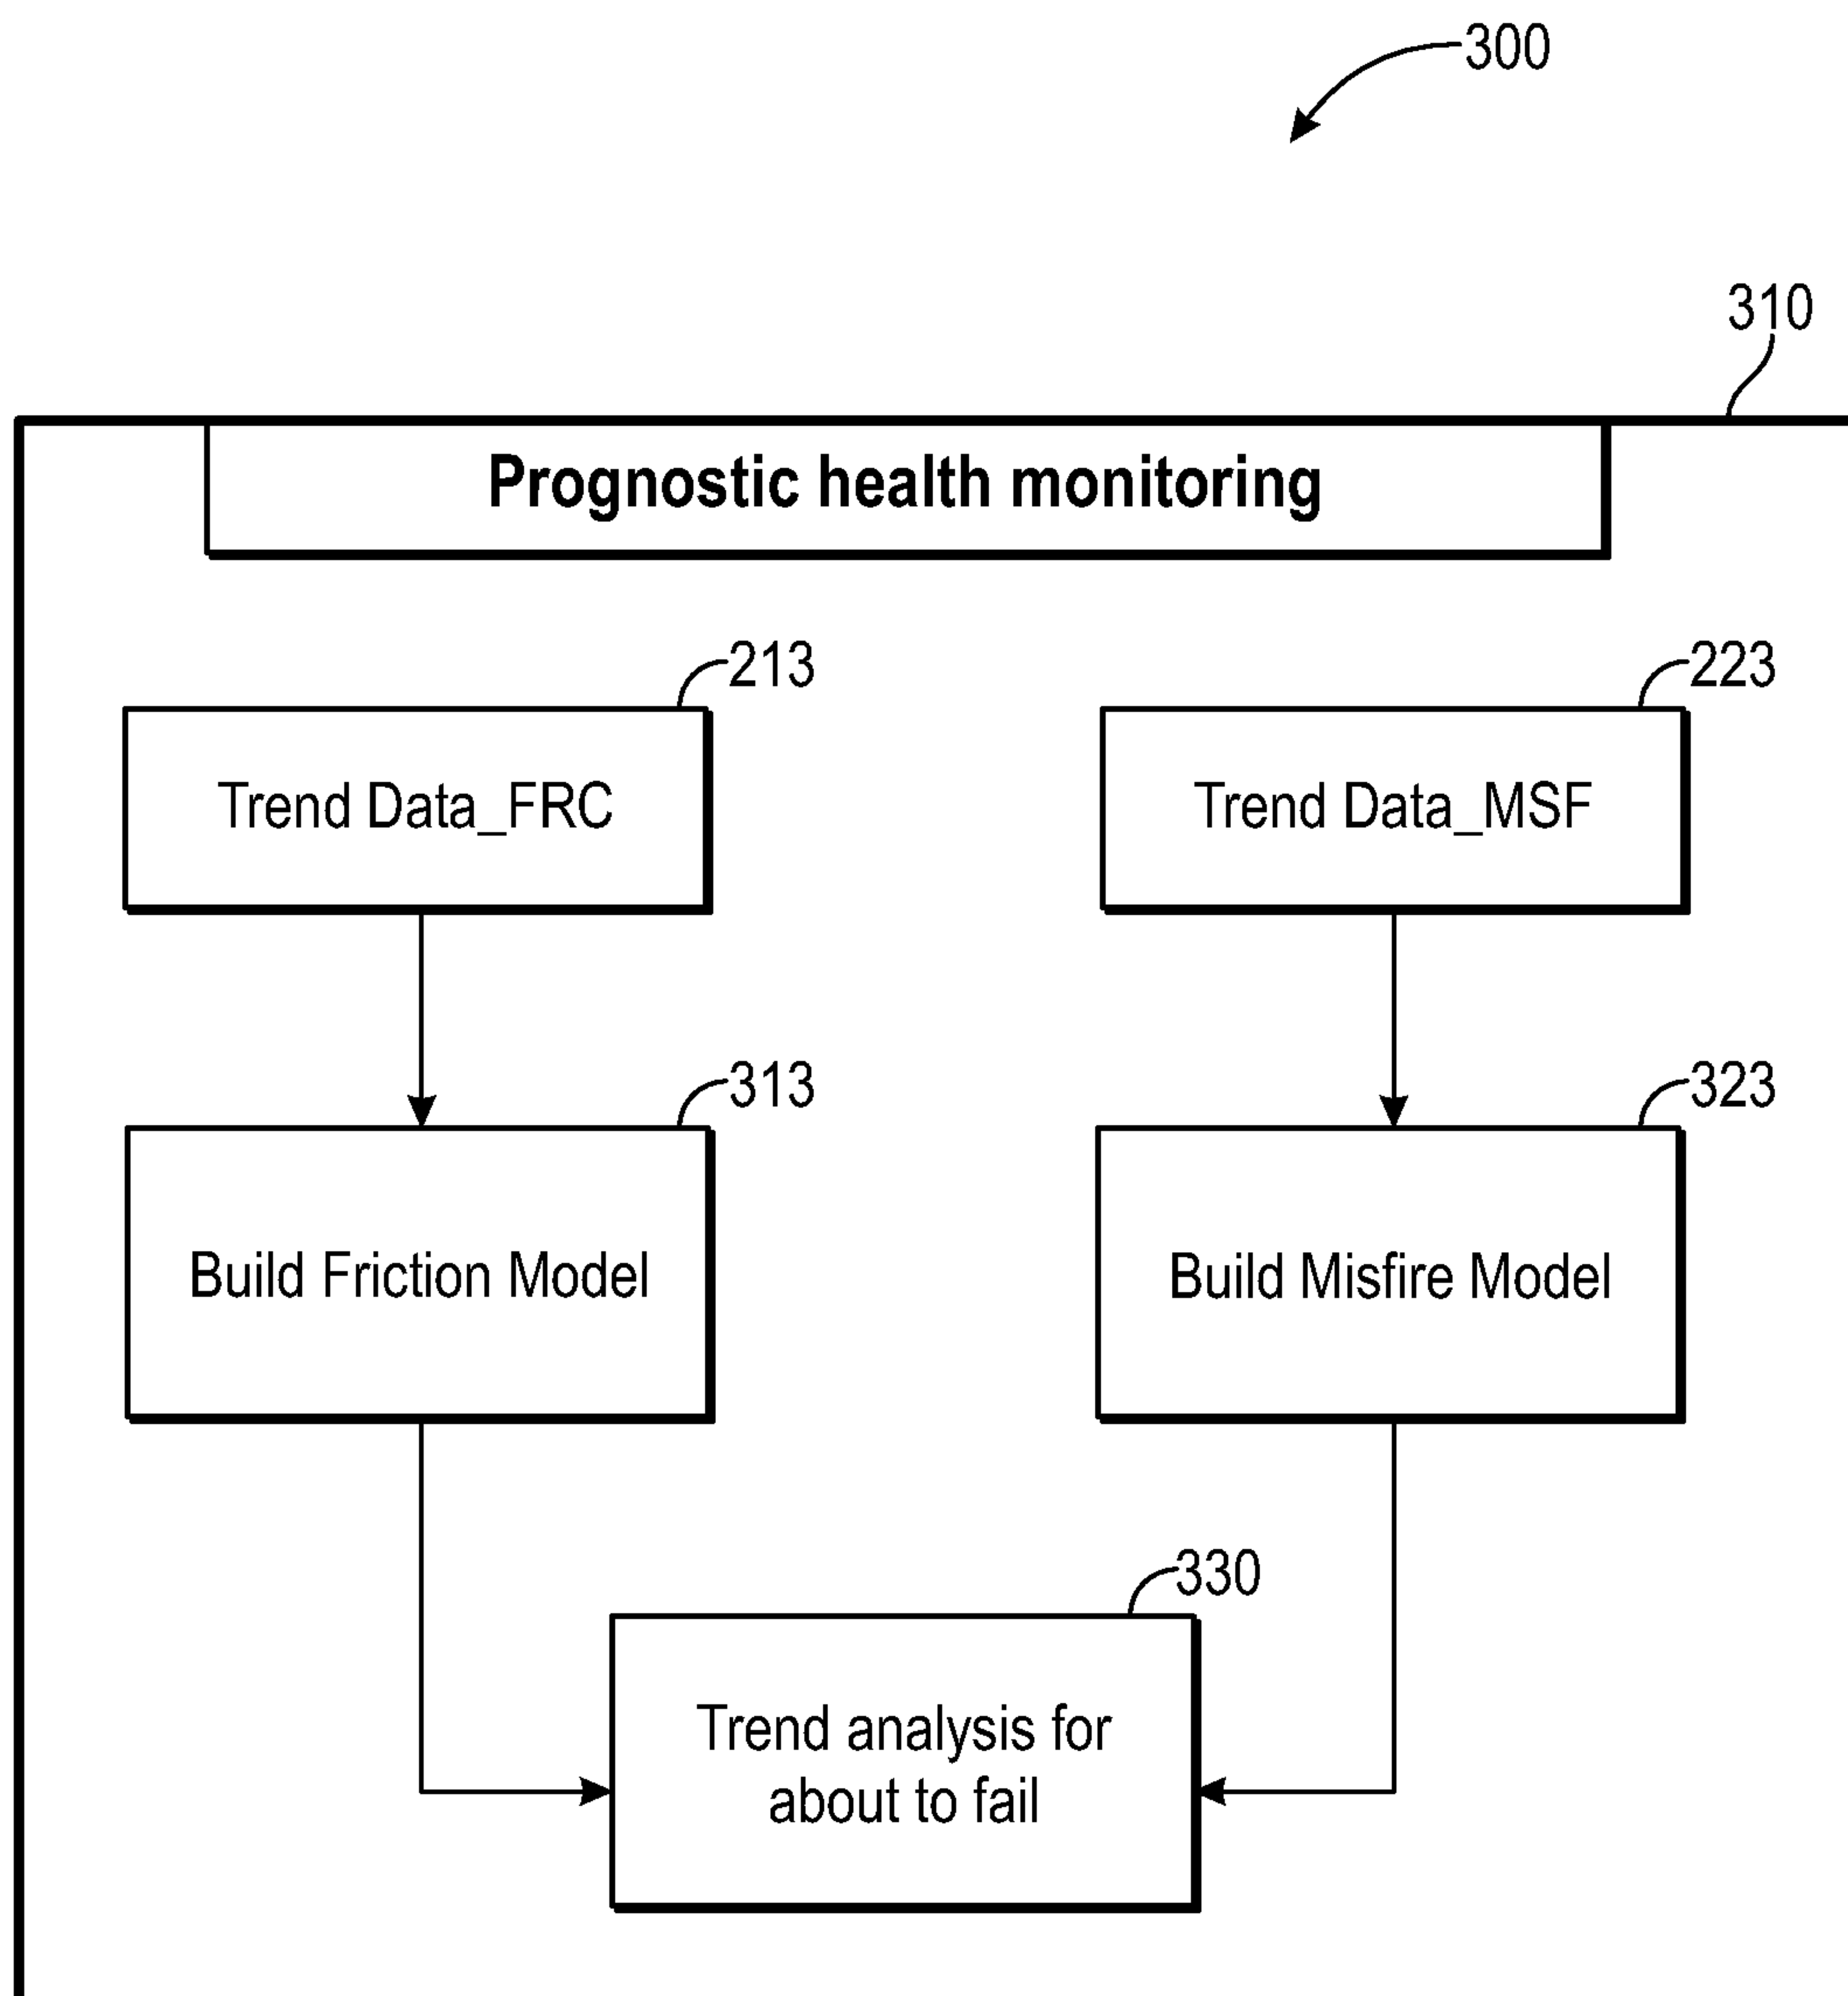 300
310
Prognostic health monitoring
213
223
Trend Data_FRC
Trend Data_MSF
313
323
Build Friction Model
Build Misfire Model
330
Trend analysis for
about to fail